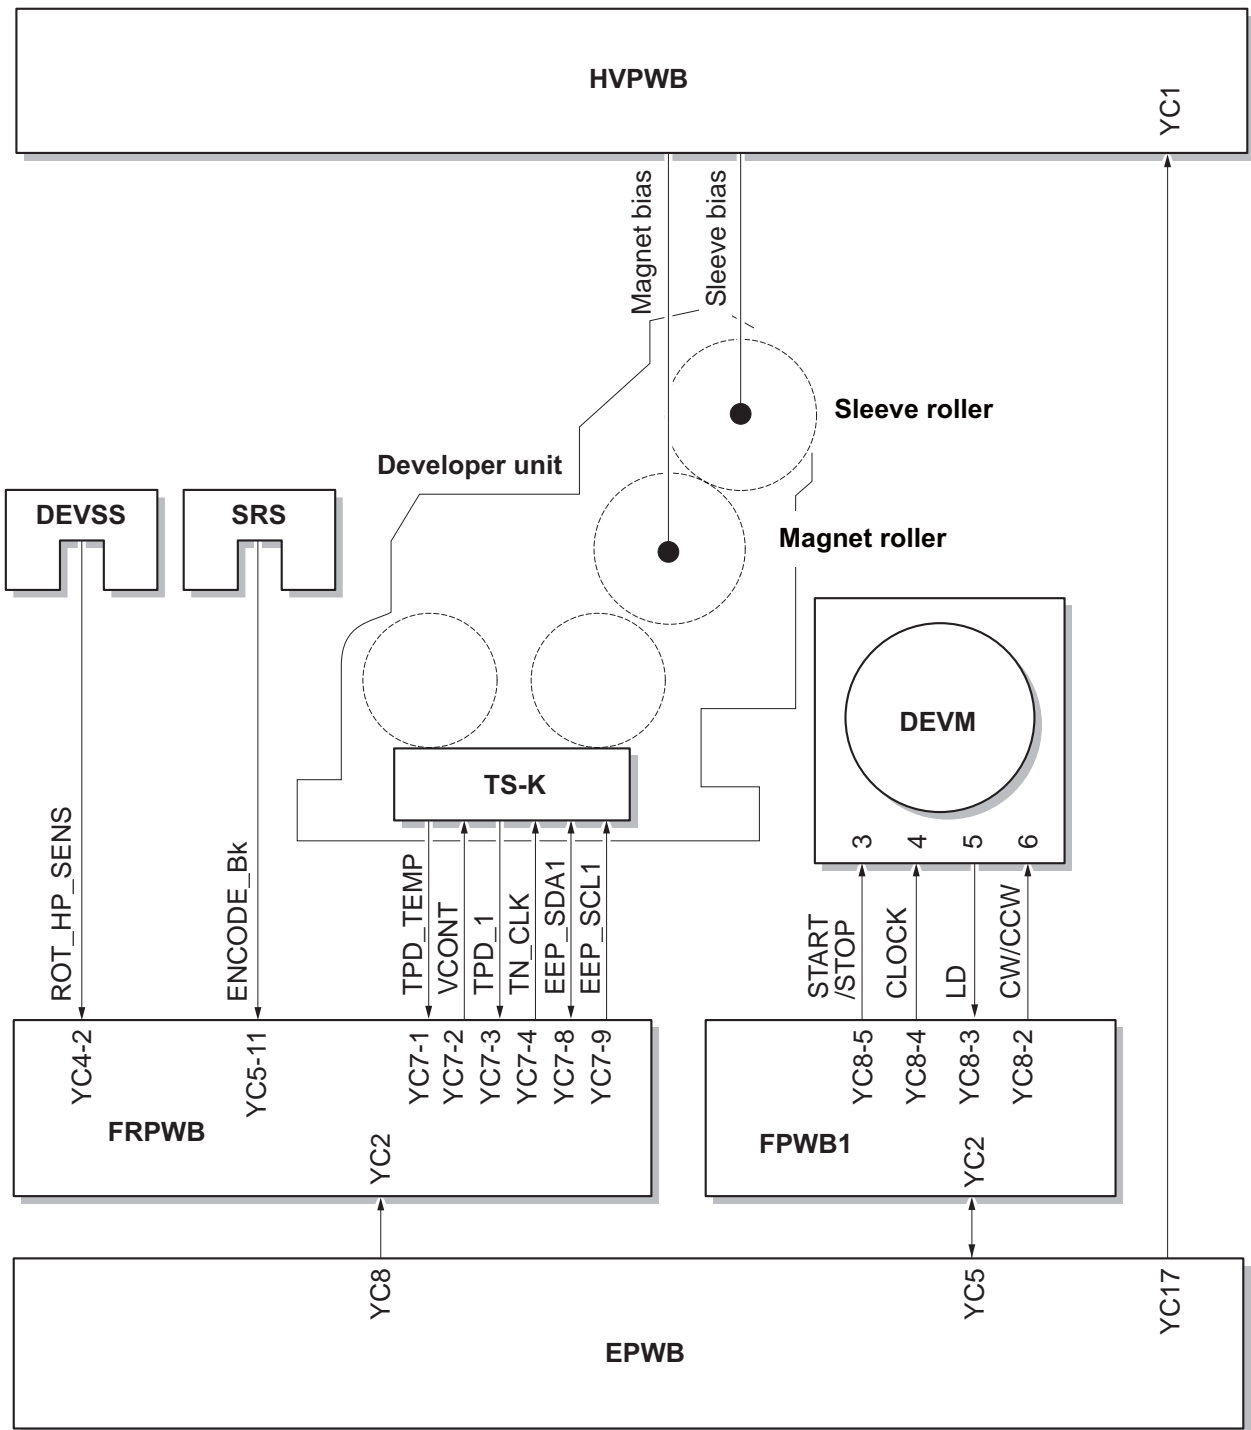 HVPWB
YC1
Magnet bias
Sleeve bias
Sleeve roller
Developer unit
DEVSS
SRS
Magnet roller
DEVM
TS-K
3
4
5
6
ROT_HP_SENS
ENCODE_Bk
TPD_TEMP
VCONT
TPD_1
TN_CLK
EEP_SDA1
EEP_SCL1
START
/STOP
CLOCK
LD
CW/CCW
YC4-2
YC5-11
YC7-1
YC7-2
YC7-3
YC7-4
YC7-8
YC7-9
YC8-5
YC8-4
YC8-3
YC8-2
FRPWB
YC2
FPWB1
YC2
YC8
YC5
YC17
EPWB